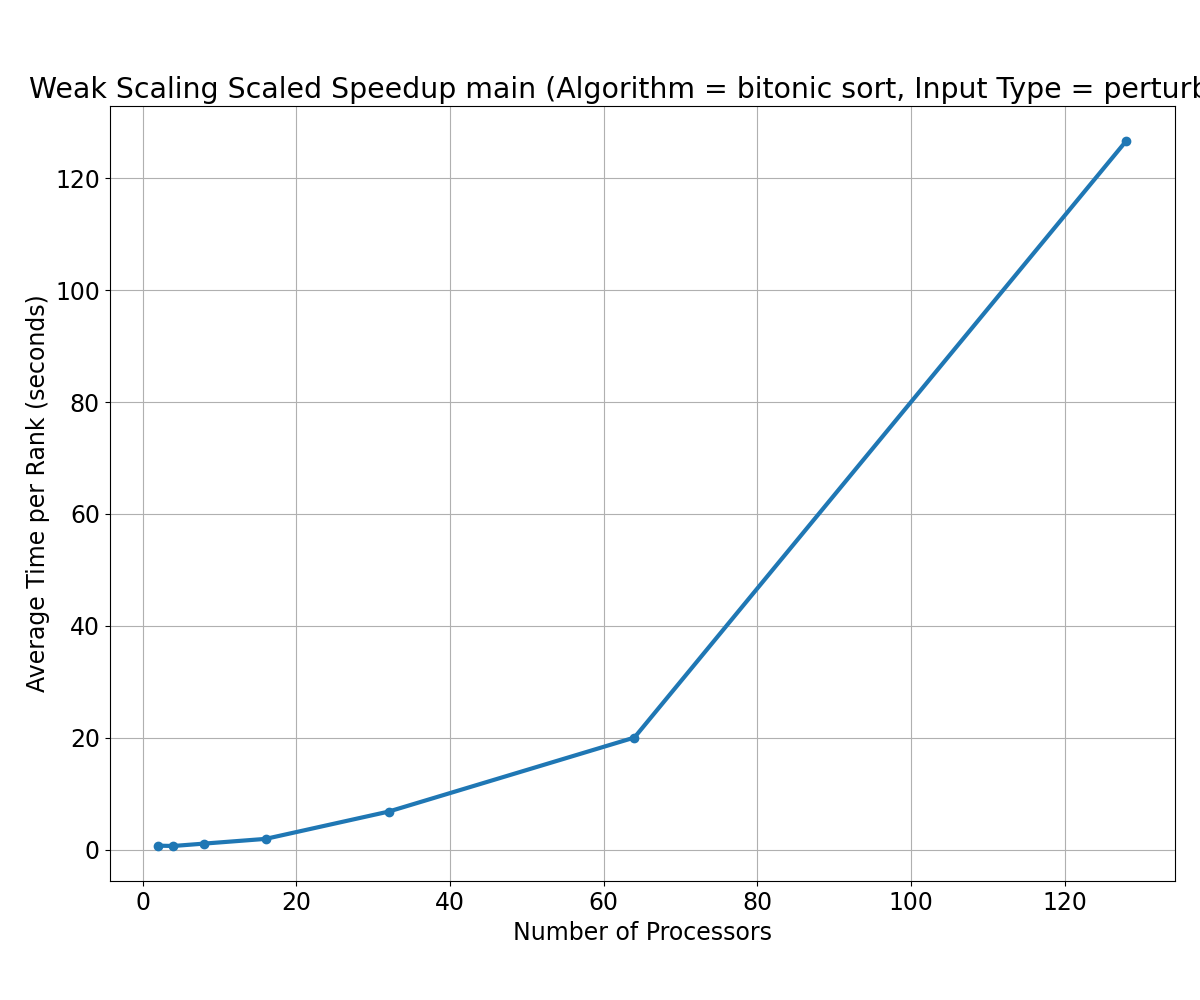 Weak Scaling Scaled Speedup main (Algorithm = bitonic sort, Input Type = perturb
120
100
80
60
40
20
0
Average Time per Rank (seconds)
0 20 40 60 80 100 120
Number of Processors